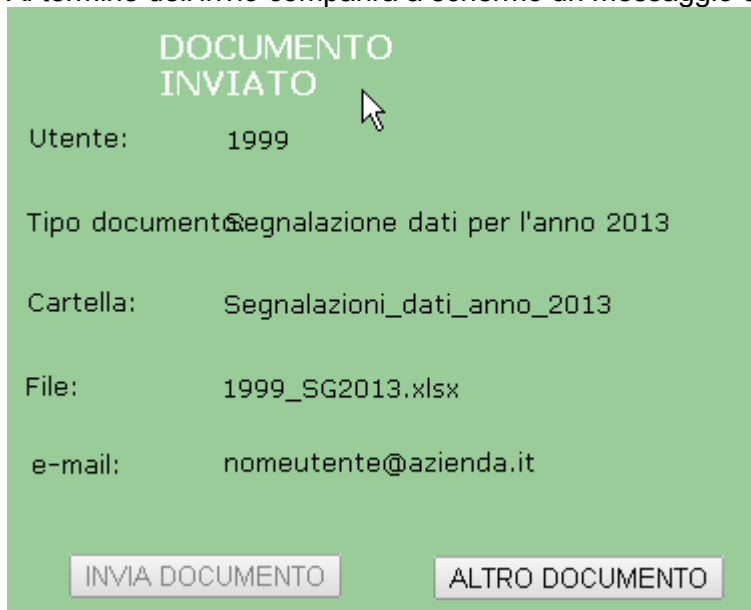 DOCUMENTO
INVIATO
Utente: 1999
Tipo documento: Segnalazione dati per l'anno 2013
Cartella: Segnalazioni_dati_anno_2013
File: 1999_SG2013.xlsx
e-mail: nomeutente@azienda.it
INVIA DOCUMENTO ALTRO DOCUMENTO